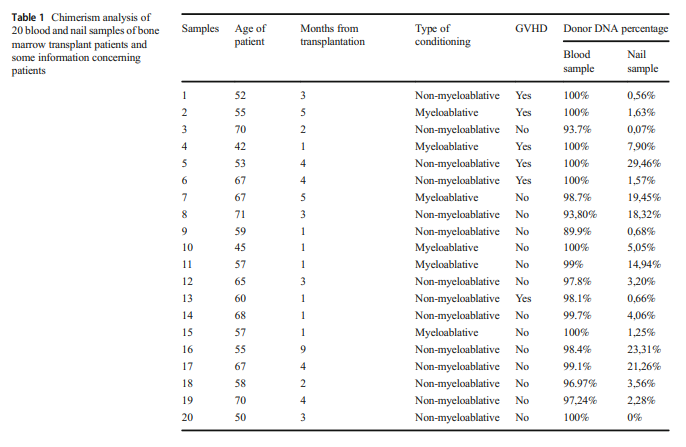 Table 1 Chimerism analysis of
20 blood and nail samples of bone
marrow transplant patients and
some information concerning
patients
Samples Age of patient Months from transplantation Type of conditioning GVHD Donor DNA percentage
Blood sample Nail sample
1 52 3 Non-myeloablative Yes 100% 0,56%
2 55 5 Myeloablative Yes 100% 1,63%
3 70 2 Non-myeloablative No 93.7% 0,07%
4 42 1 Myeloablative Yes 100% 7,90%
5 53 4 Non-myeloablative Yes 100% 29,46%
6 67 4 Non-myeloablative Yes 100% 1,57%
7 67 5 Myeloablative No 98.7% 19,45%
8 71 3 Non-myeloablative No 93,80% 18,32%
9 59 1 Non-myeloablative No 89.9% 0,68%
10 45 1 Myeloablative No 100% 5,05%
11 57 1 Myeloablative No 99% 14,94%
12 65 3 Non-myeloablative No 97.8% 3,20%
13 60 1 Non-myeloablative Yes 98.1% 0,66%
14 68 1 Non-myeloablative No 99.7% 4,06%
15 57 1 Myeloablative No 100% 1,25%
16 55 9 Non-myeloablative No 98.4% 23,31%
17 67 4 Non-myeloablative No 99.1% 21,26%
18 58 2 Non-myeloablative No 96.97% 3,56%
19 70 4 Non-myeloablative No 97,24% 2,28%
20 50 3 Non-myeloablative No 100% 0%